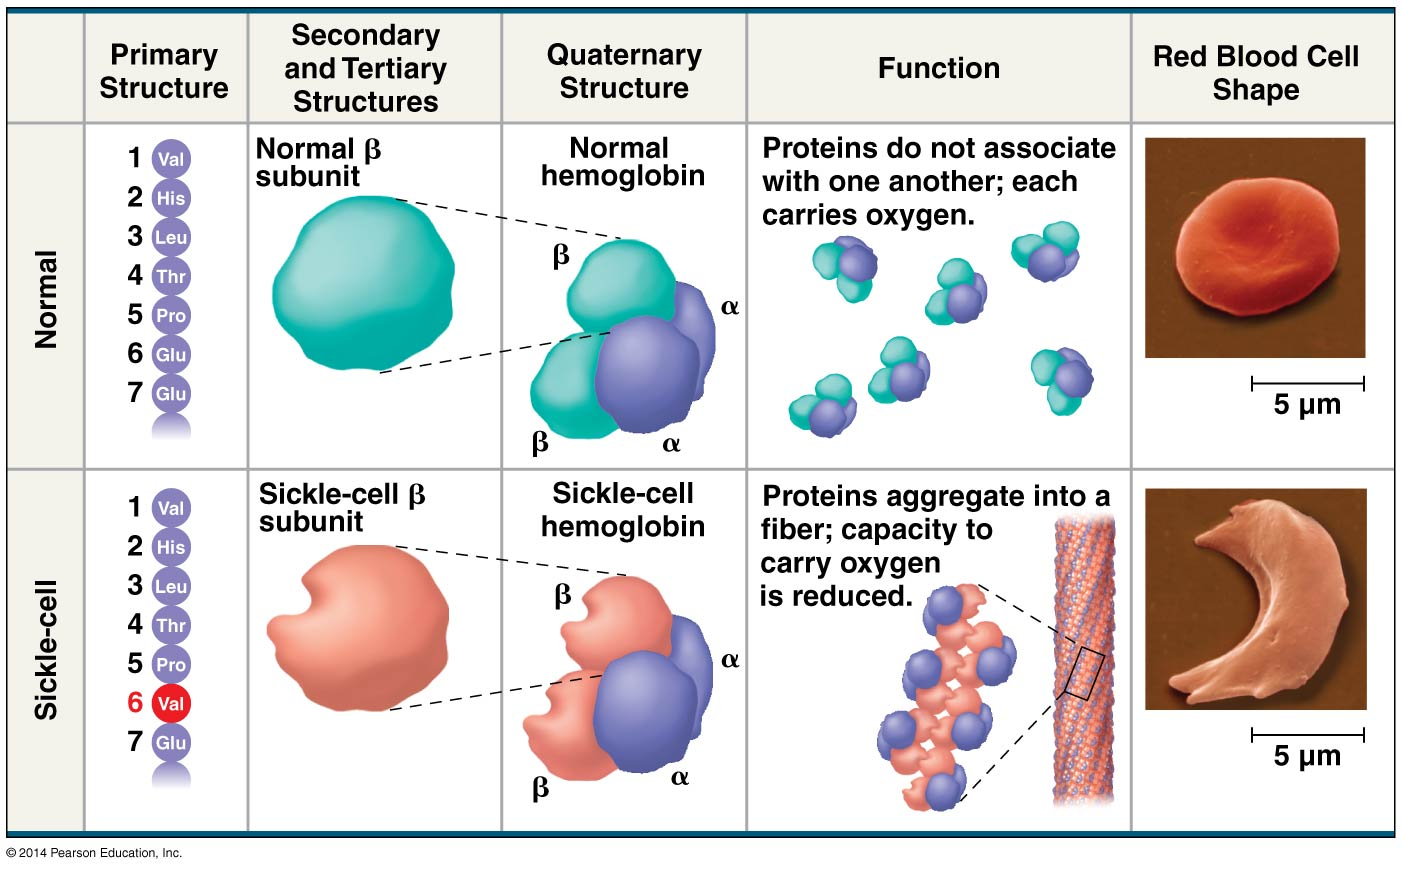 Primary
Structure
Secondary
and Tertiary
Structures
Quaternary
Structure
Function
Red Blood Cell
Shape
Normal
1 Val
2 His
3 Leu
4 Thr
5 Pro
6 Glu
7 Glu
Normal β
subunit
Normal
hemoglobin
β
α
β
α
Proteins do not associate
with one another; each
carries oxygen.
5 µm
Sickle-cell
1 Val
2 His
3 Leu
4 Thr
5 Pro
6 Val
7 Glu
Sickle-cell β
subunit
Sickle-cell
hemoglobin
β
α
β
α
Proteins aggregate into a
fiber; capacity to
carry oxygen
is reduced.
5 µm
© 2014 Pearson Education, Inc.